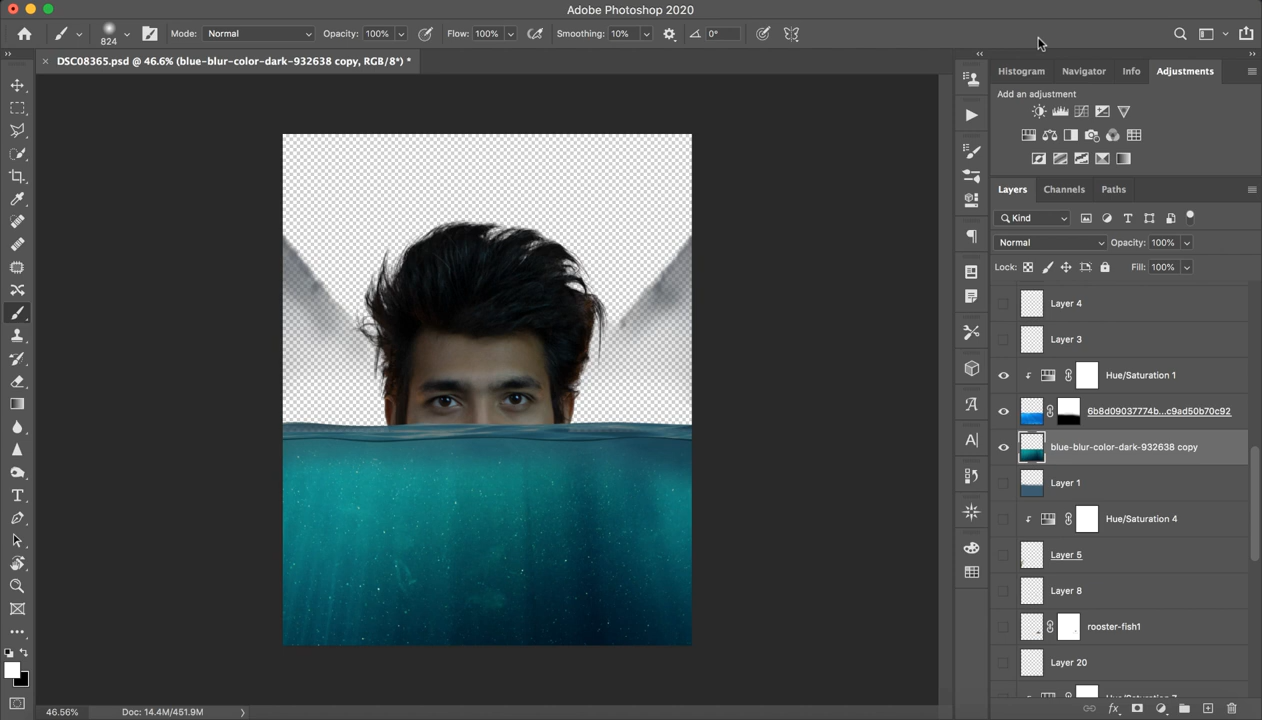 Adobe Photoshop 2020
824 Mode: Normal Opacity: 100% Flow: 100% Smoothing: 10% 0°
DSC08365.psd @ 46.6% (blue-blur-color-dark-932638 copy, RGB/8*) *
Histogram Navigator Info Adjustments
Add an adjustment
Layers Channels Paths
Kind
Normal Opacity: 100%
Lock: Fill: 100%
Layer 4
Layer 3
Hue/Saturation 1
6b8d09037774b...c9ad50b70c92
blue-blur-color-dark-932638 copy
Layer 1
Hue/Saturation 4
Layer 5
Layer 8
rooster-fish1
Layer 20
46.56% Doc: 14.4M/451.9M